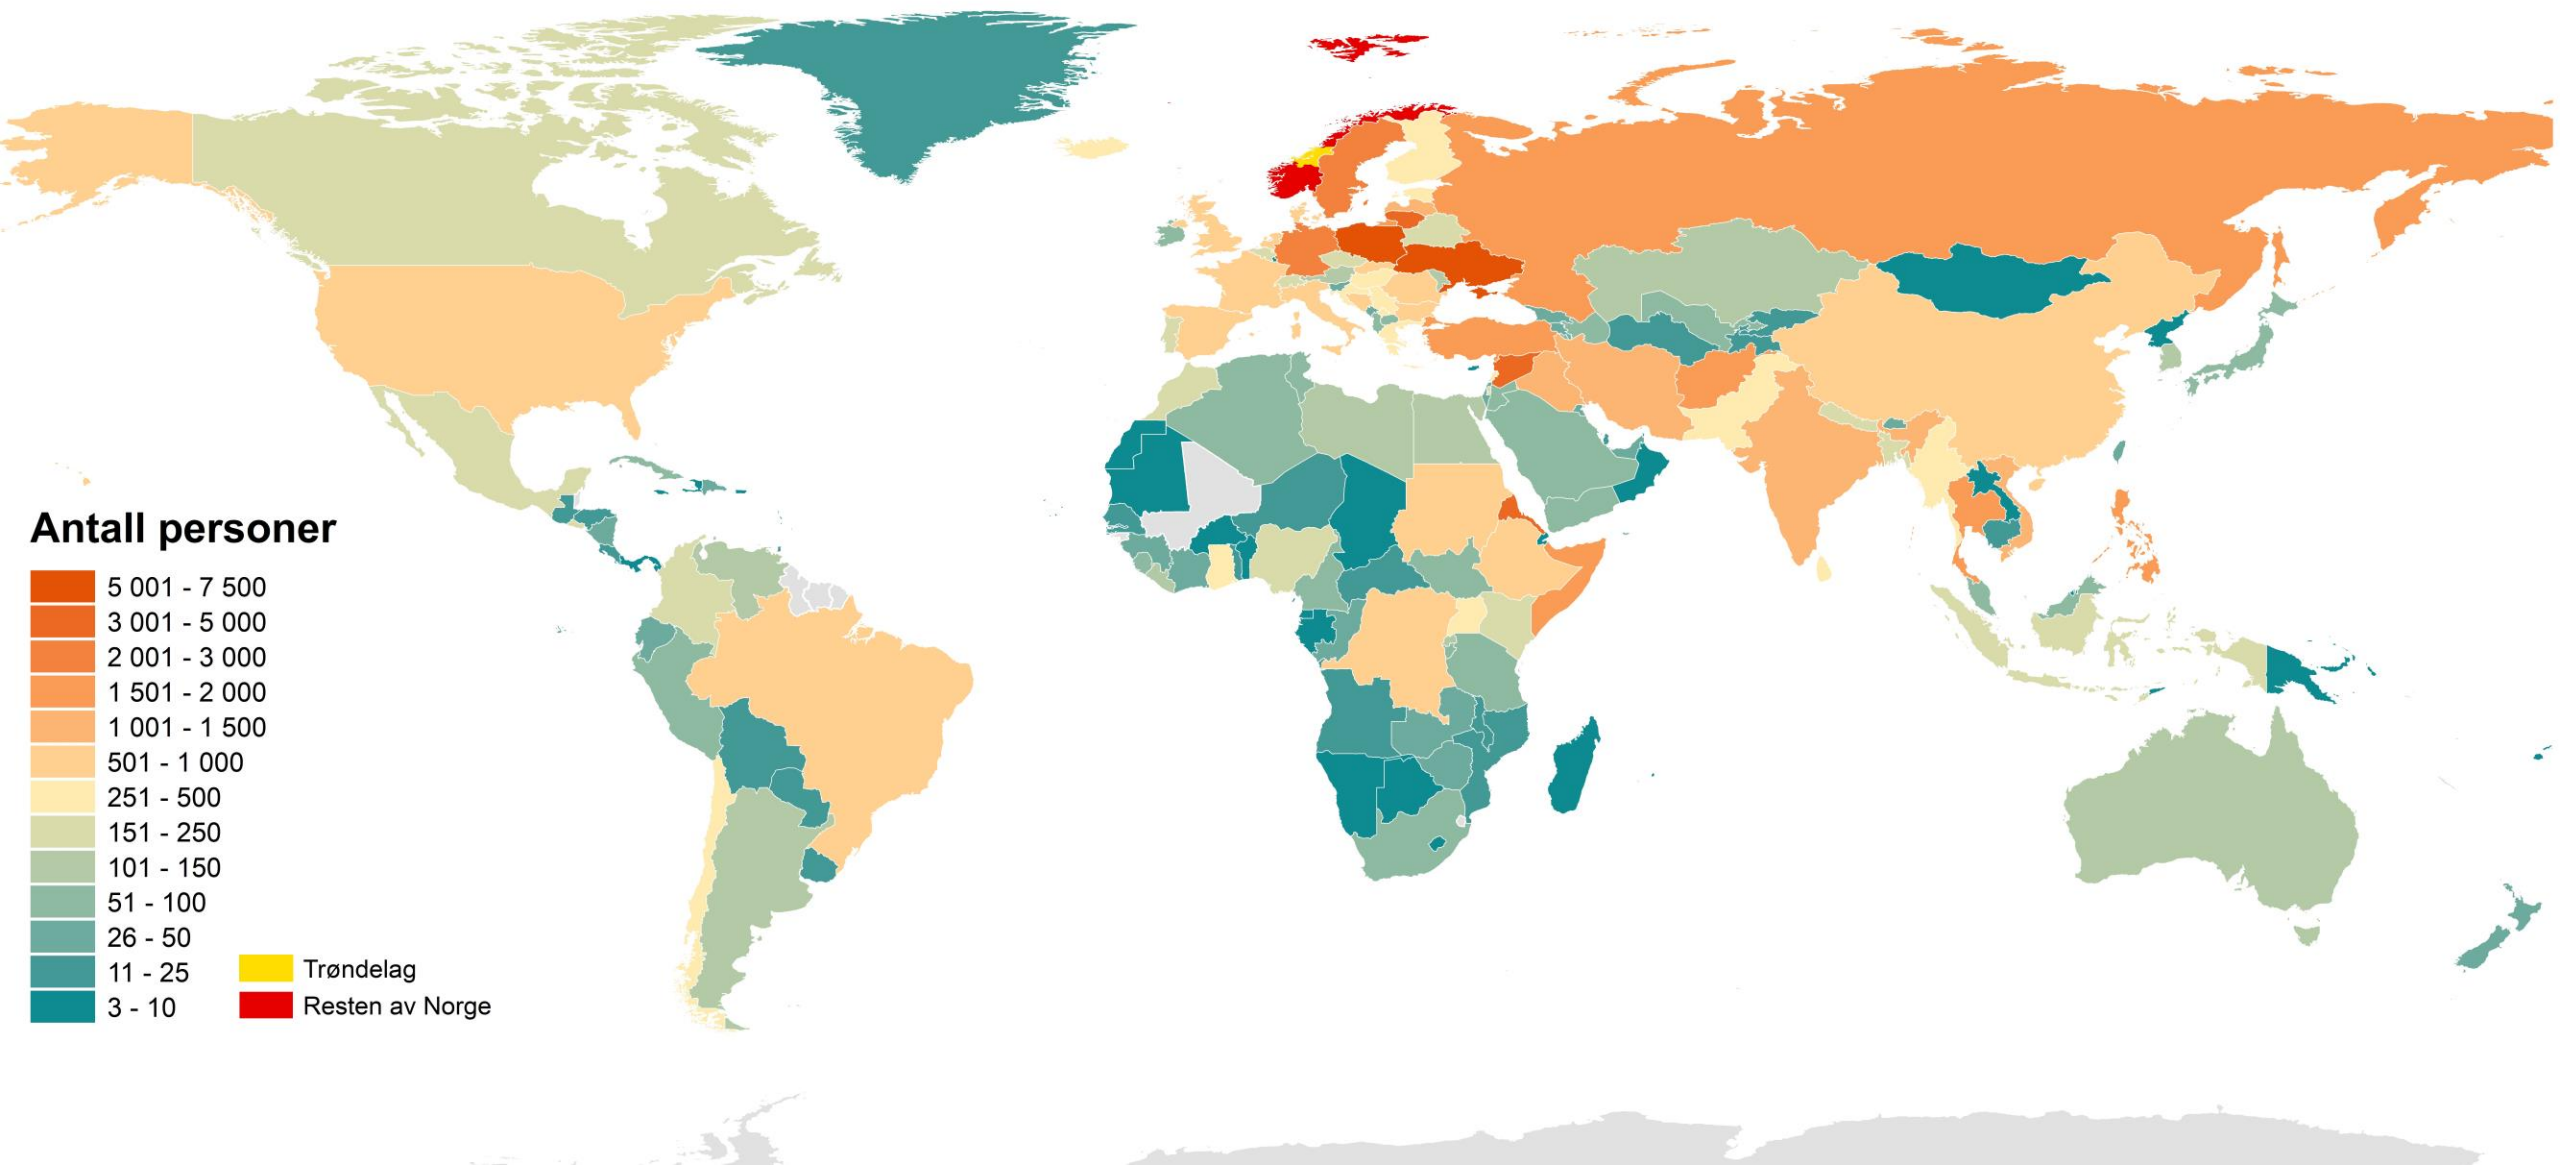 Antall personer
5 001 - 7 500
3 001 - 5 000
2 001 - 3 000
1 501 - 2 000
1 001 - 1 500
501 - 1 000
251 - 500
151 - 250
101 - 150
51 - 100
26 - 50
11 - 25
3 - 10
Trøndelag
Resten av Norge